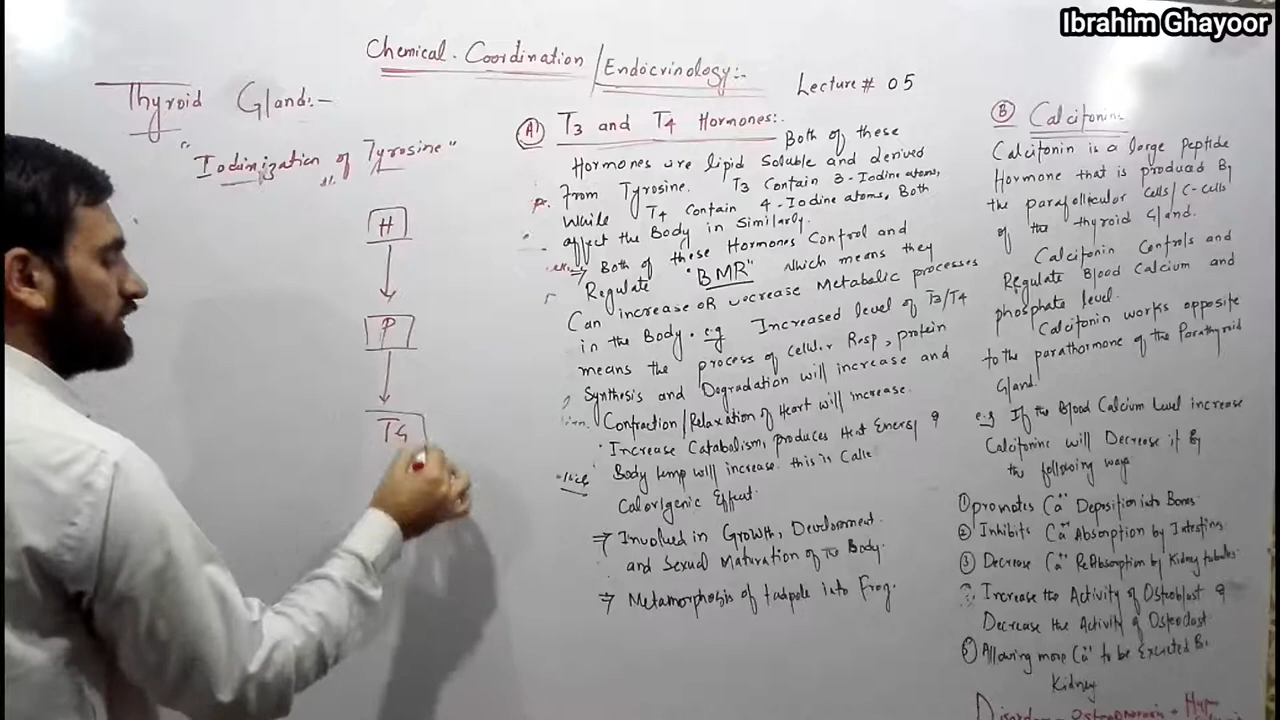 Ibrahim Ghayoor
Chemical. Coordination / Endocrinology:-
Lecture # 05
Thyroid Gland:-
"Iodinization of Tyrosine"
H
P
TG
(A) T3 and T4 Hormones:-
Both of these
Hormones are lipid Soluble and derived
From Tyrosine. T3 Contain 3-Iodine atoms,
While T4 Contain 4-Iodine atoms, Both
affect the Body in Similarly.
⇒ Both of these Hormones Control and
Regulate "BMR" Which means they
Can increase OR decrease Metabolic processes
in the Body. e.g Increased level of T3/T4
means the process of cellular Resp, protein
Synthesis and Degradation will increase and
Contraction/Relaxation of Heart will increase.
Increase Catabolism, produces Heat Energy &
Body temp will increase. this is Calle
Calorigenic Effect.
⇒ Involved in Growth, Development.
and Sexual Maturation of the Body.
⇒ Metamorphosis of tadpole into Frog.
(B) Calcitonin
Calcitonin is a large Peptide
Hormone that is produced By
the parafollicular cells/C-cells
of the thyroid Gland.
Calcitonin Controls and
Regulate Blood Calcium and
phosphate level.
Calcitonin works opposite
to the parathormone of the Parathyroid
Gland.
e.g If the Blood Calcium Level increase
Calcitonine will Decrease it By
the following ways
① promotes Ca++ Deposition into Bones
② Inhibits Ca++ Absorption by Intestine
③ Decrease Ca++ ReAbsorption by Kidney tubules.
Increase the Activity of Osteoblast &
Decrease the Activity of Osteoclast
⑤ Allowing more Ca++ to be Excreted By
Kidney